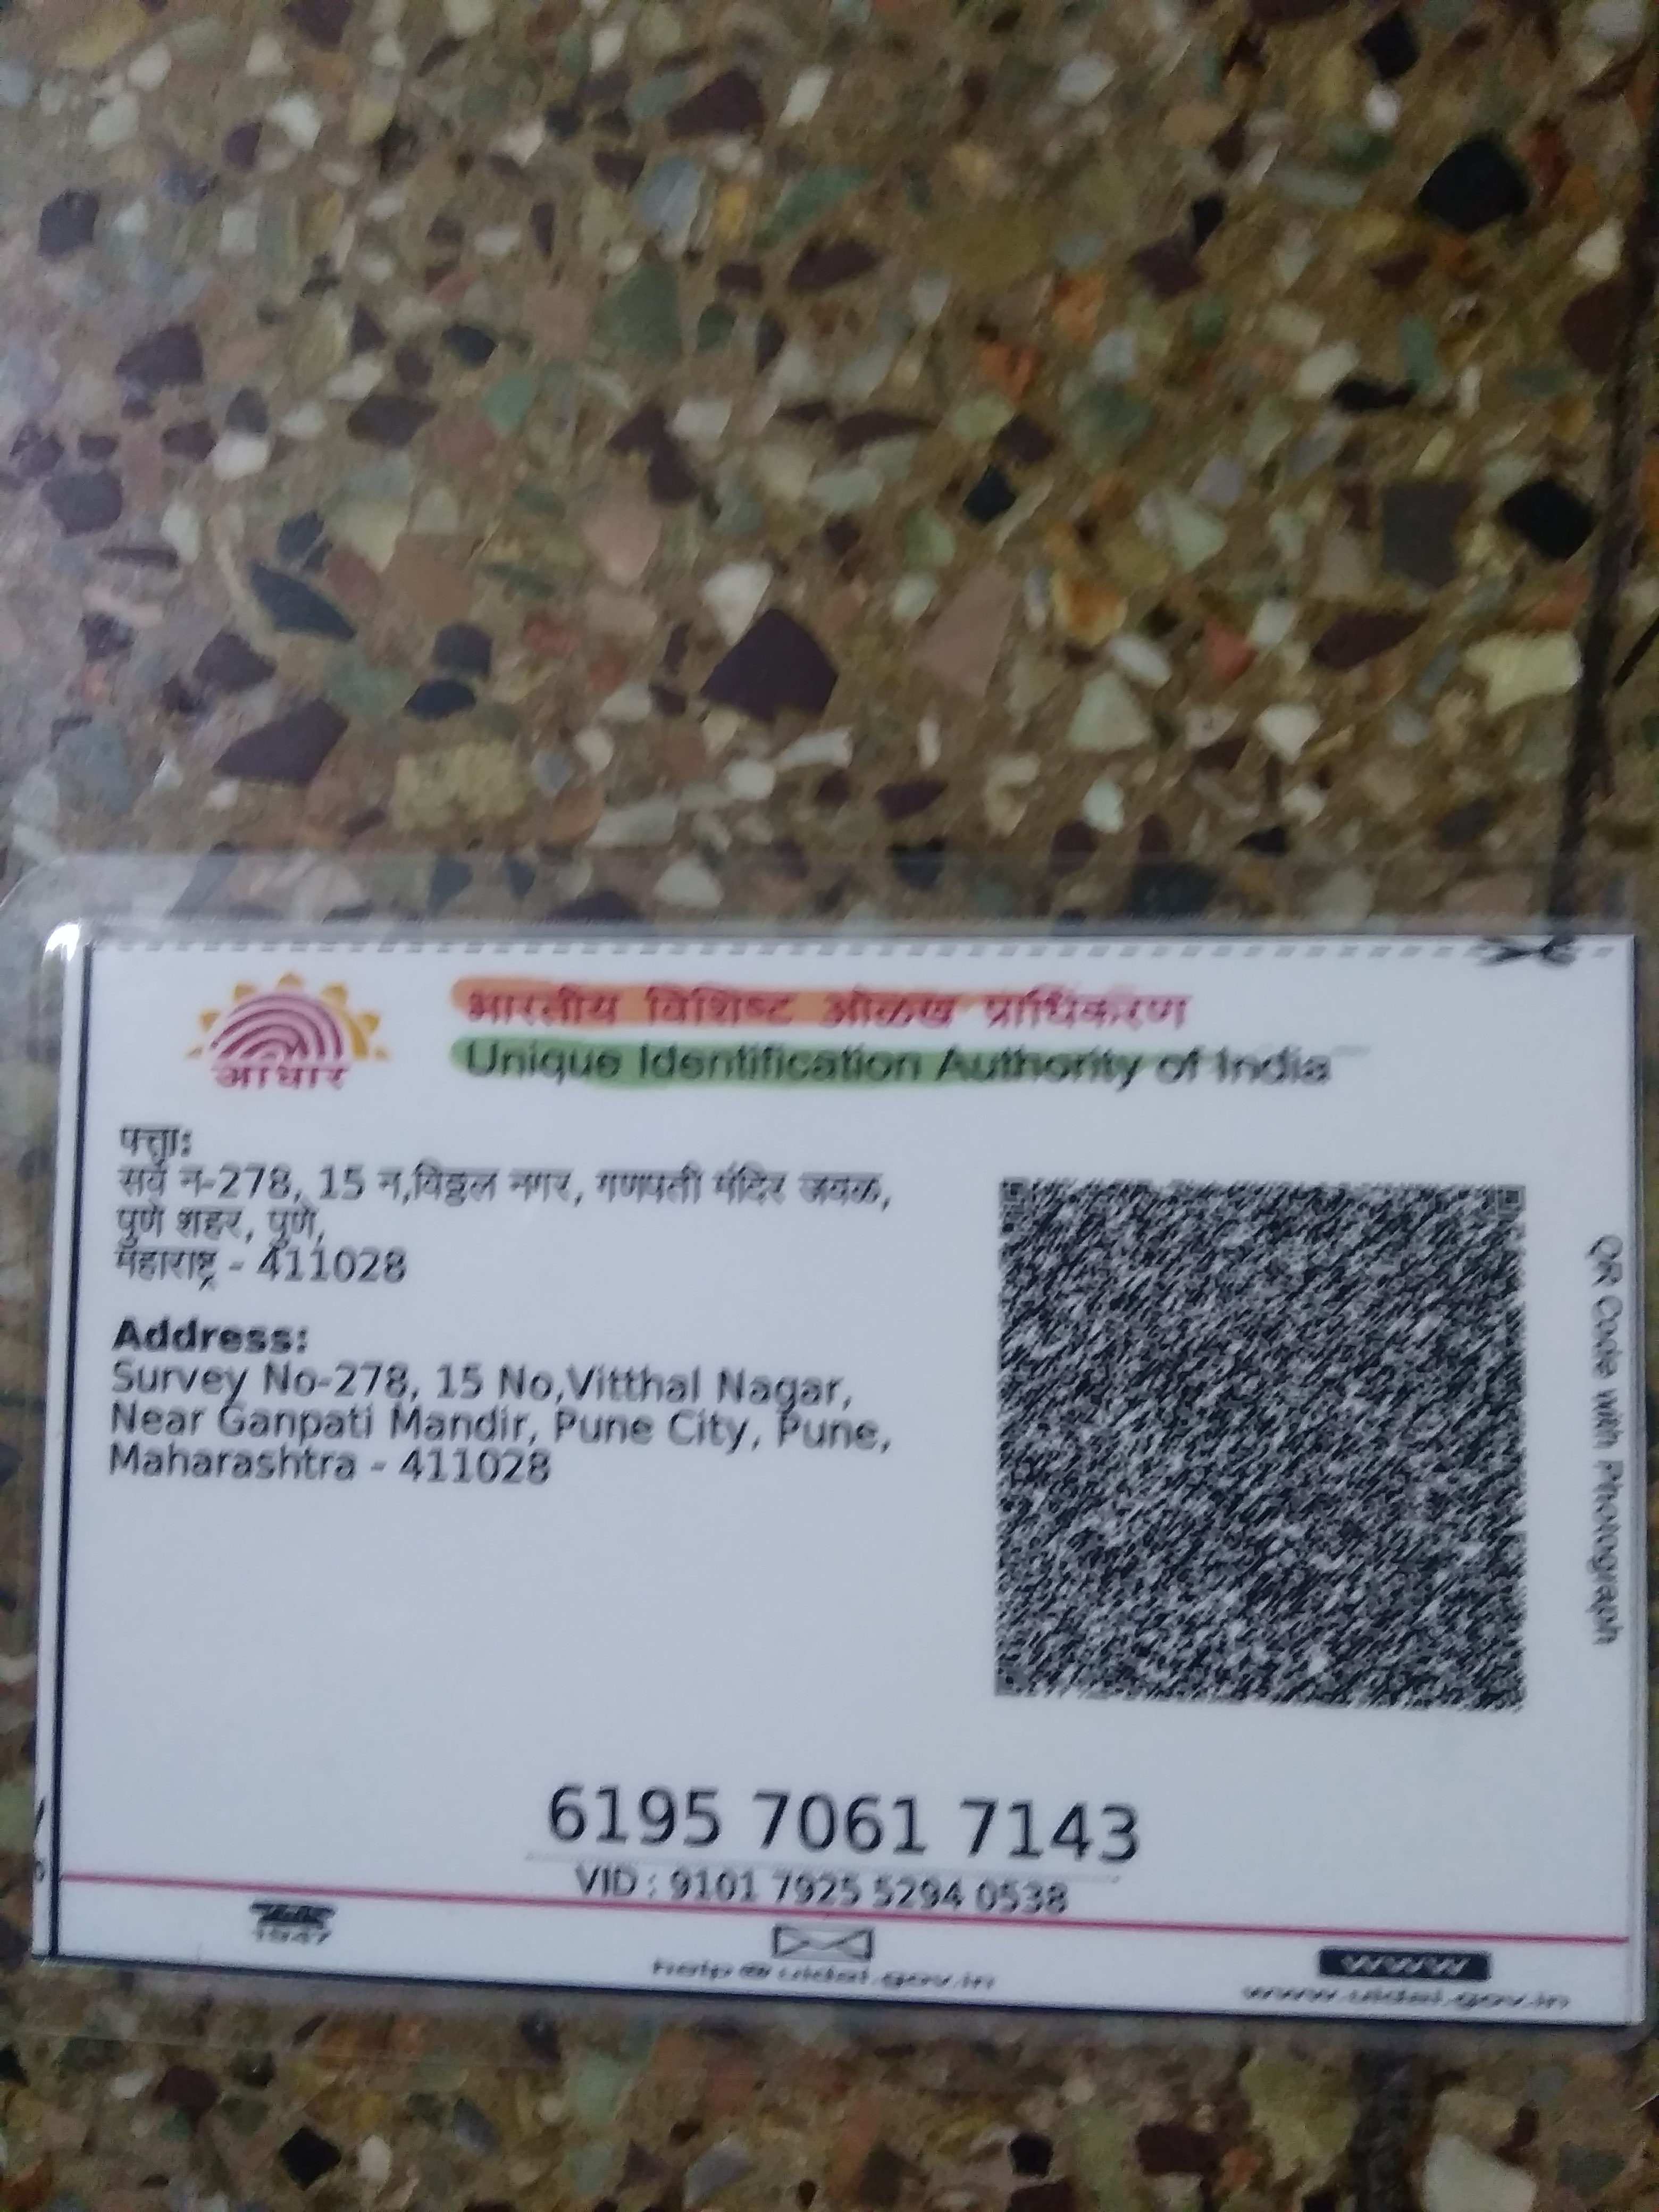 आधार
भारतीय विशिष्ट ओळख प्राधिकरण
Unique Identification Authority of India
पत्ता:
सर्वे न-278, 15 न,विठ्ठल नगर, गणपती मंदिर जवळ,
पुणे शहर, पुणे,
महाराष्ट्र - 411028
Address:
Survey No-278, 15 No,Vitthal Nagar,
Near Ganpati Mandir, Pune City, Pune,
Maharashtra - 411028
QR Code with Photograph
6195 7061 7143
VID : 9101 7925 5294 0538
1947
help@uidai.gov.in
www
www.uidai.gov.in